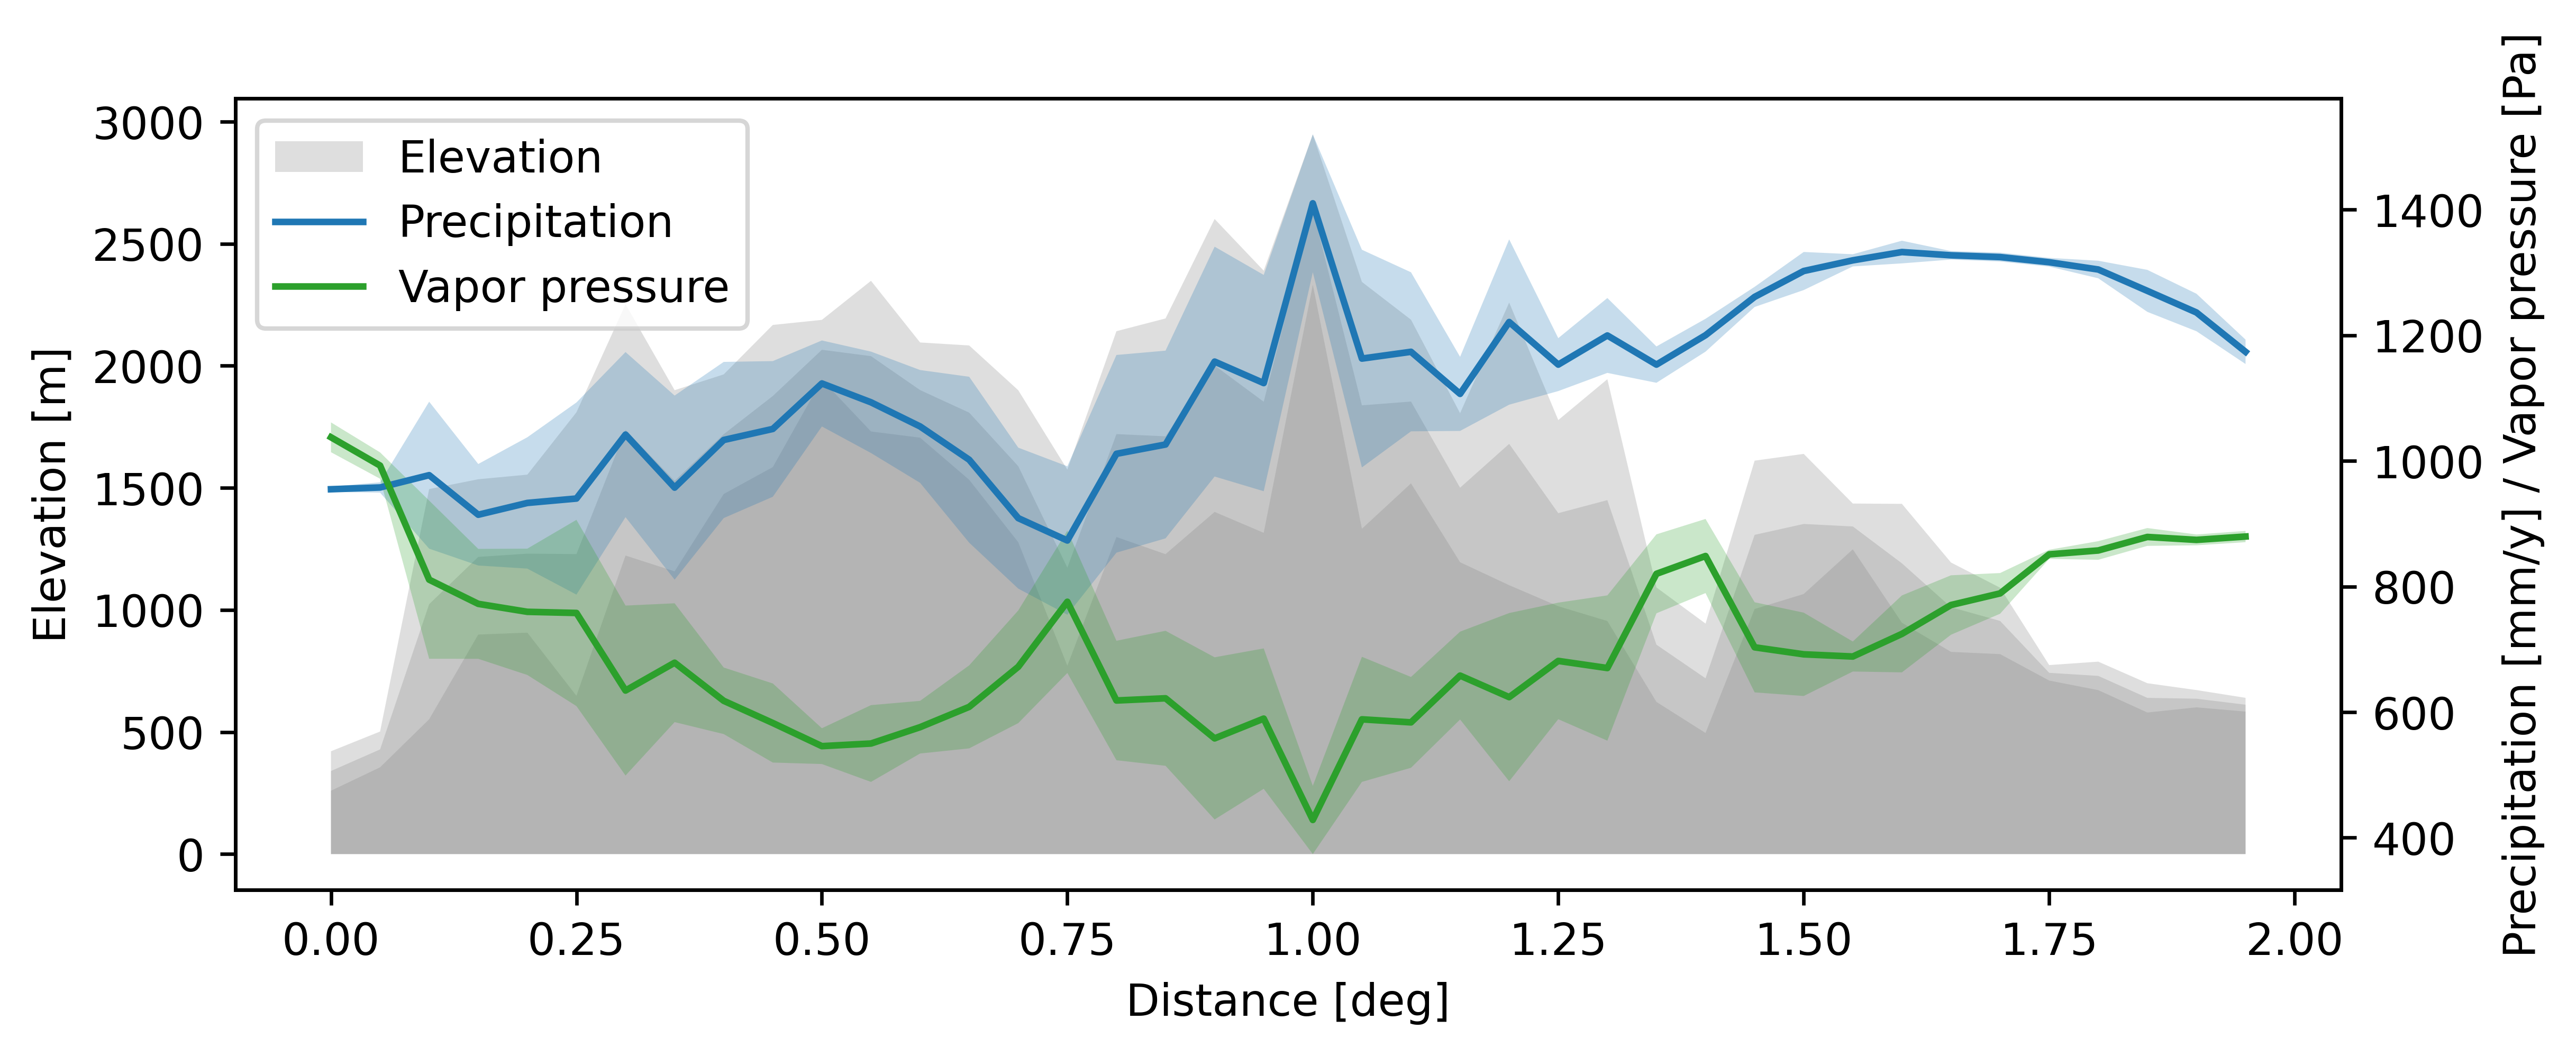 3000
2500
2000
1500
1000
500
0
Elevation [m]
Elevation
Precipitation
Vapor pressure
1400
1200
1000
800
600
400
Precipitation [mm/y] / Vapor pressure [Pa]
0.00 0.25 0.50 0.75 1.00 1.25 1.50 1.75 2.00
Distance [deg]